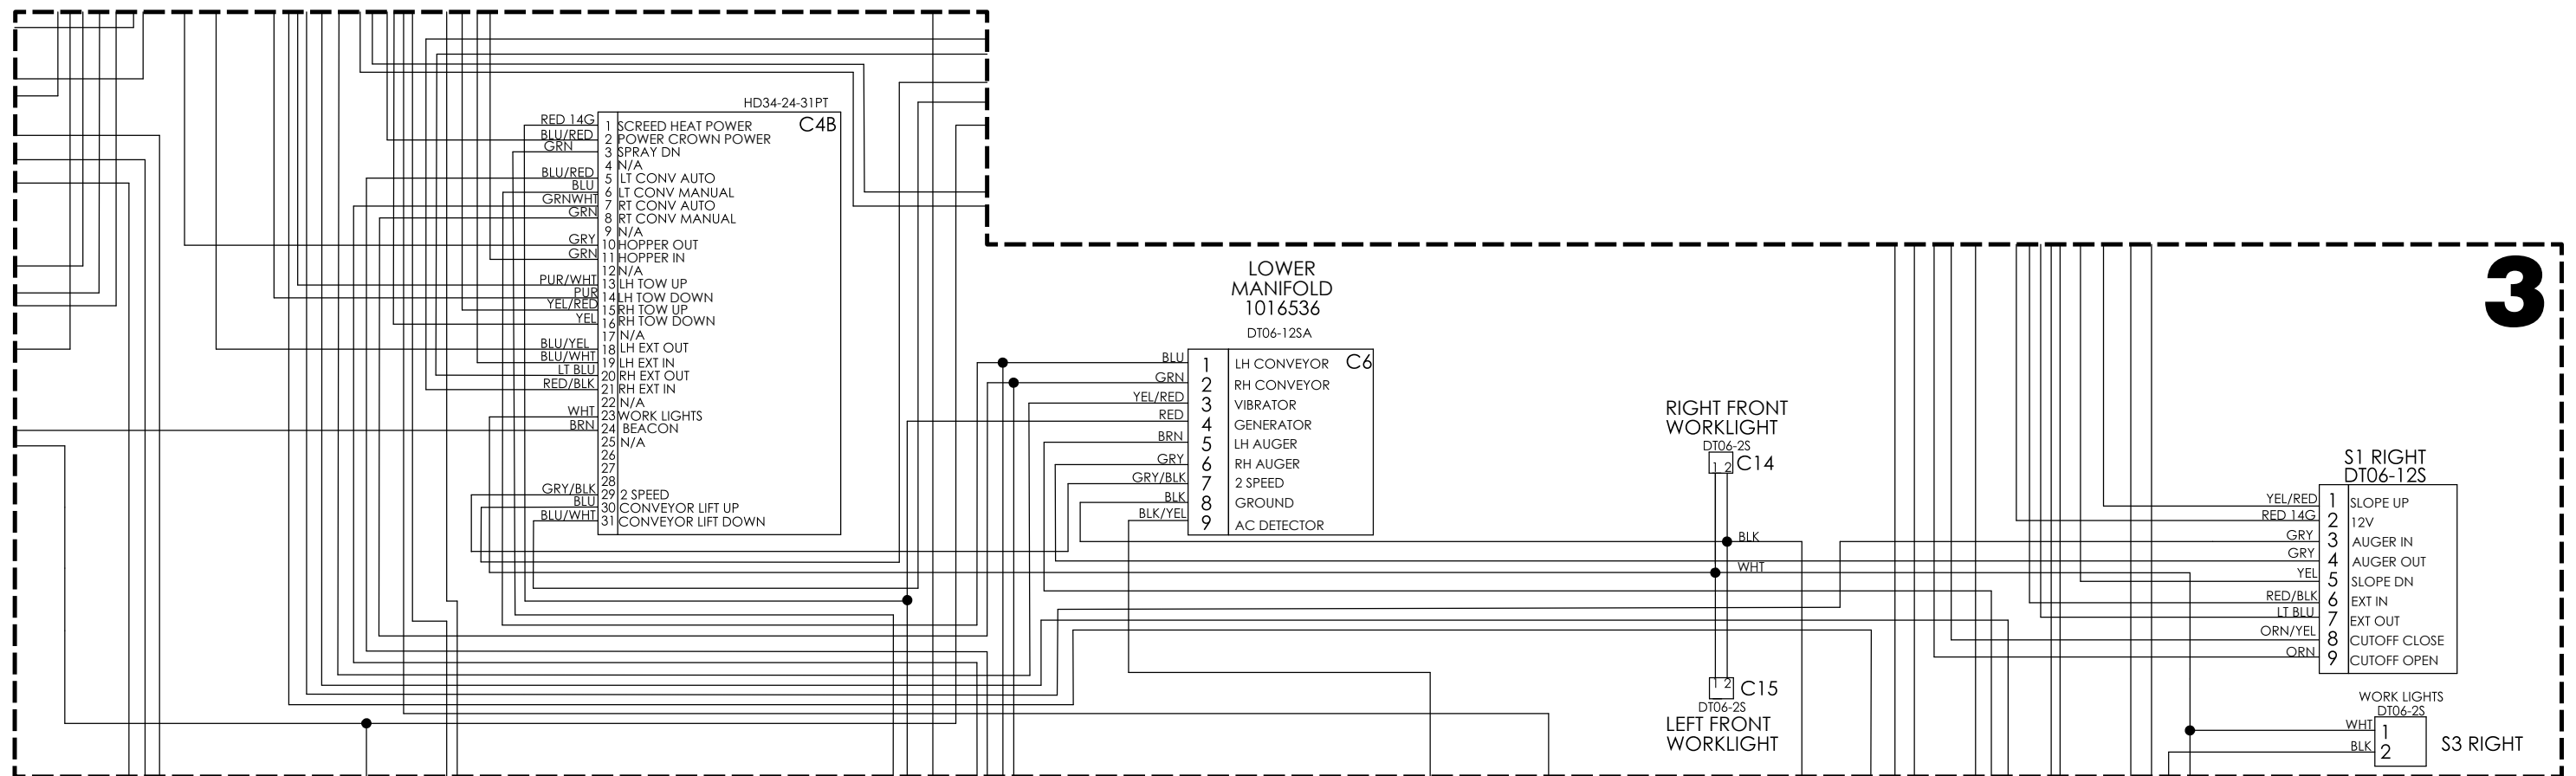 HD34-24-31PT
C4B
RED 14G 1 SCREED HEAT POWER
BLU/RED 2 POWER CROWN POWER
GRN 3 SPRAY DN
4 N/A
BLU/RED 5 LT CONV AUTO
BLU 6 LT CONV MANUAL
GRNWHT 7 RT CONV AUTO
GRN 8 RT CONV MANUAL
9 N/A
GRY 10 HOPPER OUT
GRN 11 HOPPER IN
12 N/A
PUR/WHT 13 LH TOW UP
PUR 14 LH TOW DOWN
YEL/RED 15 RH TOW UP
YEL 16 RH TOW DOWN
17 N/A
BLU/YEL 18 LH EXT OUT
BLU/WHT 19 LH EXT IN
LT BLU 20 RH EXT OUT
RED/BLK 21 RH EXT IN
22 N/A
WHT 23 WORK LIGHTS
BRN 24 BEACON
25 N/A
26
27
28
GRY/BLK 29 2 SPEED
BLU 30 CONVEYOR LIFT UP
BLU/WHT 31 CONVEYOR LIFT DOWN
LOWER
MANIFOLD
1016536
DT06-12SA
C6
BLU 1 LH CONVEYOR
GRN 2 RH CONVEYOR
YEL/RED 3 VIBRATOR
RED 4 GENERATOR
BRN 5 LH AUGER
GRY 6 RH AUGER
GRY/BLK 7 2 SPEED
BLK 8 GROUND
BLK/YEL 9 AC DETECTOR
RIGHT FRONT
WORKLIGHT
DT06-2S
1 2 C14
BLK
WHT
1 2 C15
DT06-2S
LEFT FRONT
WORKLIGHT
3
S1 RIGHT
DT06-12S
YEL/RED 1 SLOPE UP
RED 14G 2 12V
GRY 3 AUGER IN
GRY 4 AUGER OUT
YEL 5 SLOPE DN
RED/BLK 6 EXT IN
LT BLU 7 EXT OUT
ORN/YEL 8 CUTOFF CLOSE
ORN 9 CUTOFF OPEN
WORK LIGHTS
DT06-2S
WHT 1
BLK 2
S3 RIGHT